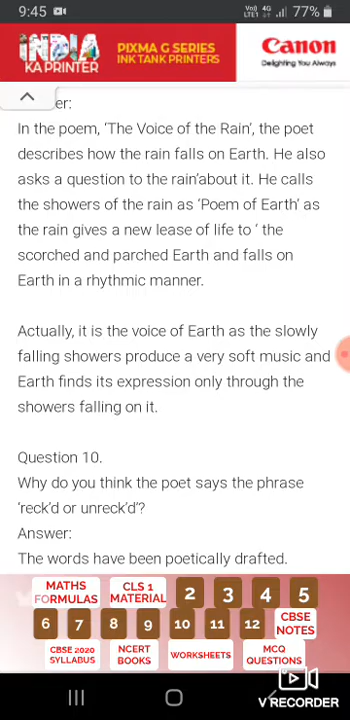 9:45
Vo)) 4G
LTE1
77%
INDIA
KA PRINTER
PIXMA G SERIES
INK TANK PRINTERS
Canon
Delighting You Always
er:
In the poem, ‘The Voice of the Rain’, the poet
describes how the rain falls on Earth. He also
asks a question to the rain’about it. He calls
the showers of the rain as ‘Poem of Earth’ as
the rain gives a new lease of life to ‘ the
scorched and parched Earth and falls on
Earth in a rhythmic manner.
Actually, it is the voice of Earth as the slowly
falling showers produce a very soft music and
Earth finds its expression only through the
showers falling on it.
Question 10.
Why do you think the poet says the phrase
‘reck’d or unreck’d’?
Answer:
The words have been poetically drafted.
MATHS FORMULAS
CLS 1 MATERIAL
2 3 4 5
6 7 8 9 10 11 12
CBSE NOTES
CBSE 2020 SYLLABUS
NCERT BOOKS
WORKSHEETS
MCQ QUESTIONS
V RECORDER